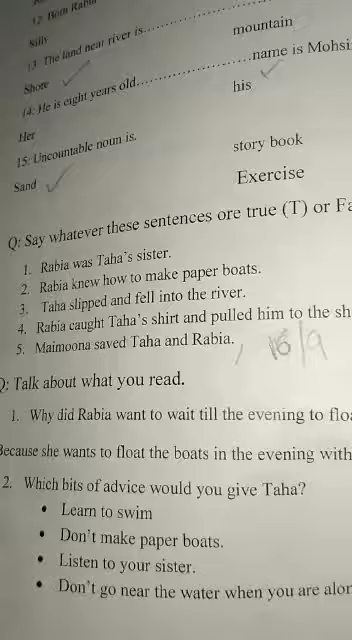 12 Both Rabia
Silly
mountain
13 The land near river is...................
Shore
14: He is eight years old.......................name is Mohsi
his
Her
15: Uncountable noun is.
story book
Sand
Exercise
Q: Say whatever these sentences ore true (T) or Fa
1. Rabia was Taha's sister.
2. Rabia knew how to make paper boats.
3. Taha slipped and fell into the river.
4. Rabia caught Taha's shirt and pulled him to the sh
5. Maimoona saved Taha and Rabia.
16/9
Q: Talk about what you read.
1. Why did Rabia want to wait till the evening to floa
Because she wants to float the boats in the evening with
2. Which bits of advice would you give Taha?
• Learn to swim
• Don't make paper boats.
• Listen to your sister.
• Don't go near the water when you are alon